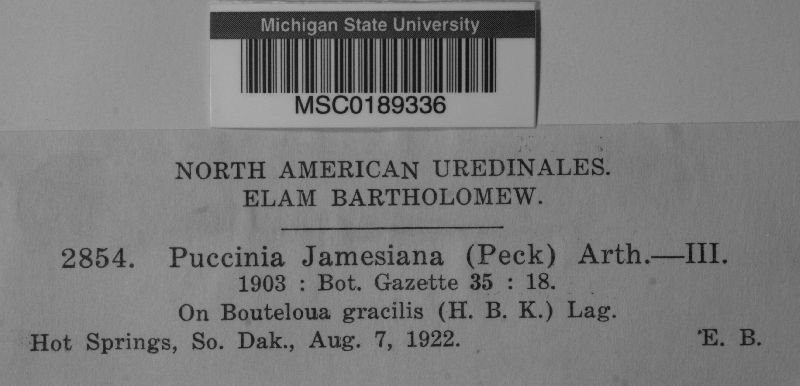 Michigan State University
MSC0189336
NORTH AMERICAN UREDINALES.
ELAM BARTHOLOMEW.
2854. Puccinia Jamesiana (Peck) Arth.—III.
1903 : Bot. Gazette 35 : 18.
On Bouteloua gracilis (H. B. K.) Lag.
Hot Springs, So. Dak., Aug. 7, 1922. E. B.